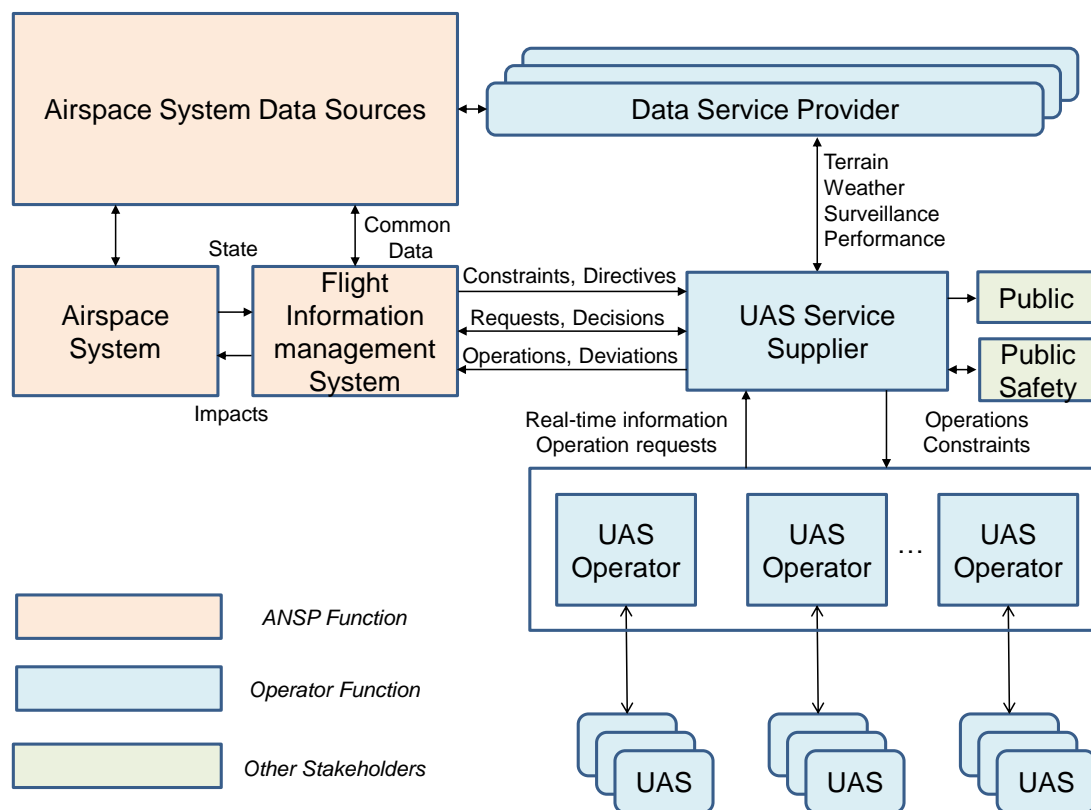 Airspace System Data Sources
Data Service Provider
Terrain
Weather
Surveillance
Performance
Common
Data
State
Airspace
System
Flight
Information
management
System
Impacts
Constraints, Directives
Requests, Decisions
Operations, Deviations
UAS Service
Supplier
Public
Public
Safety
Real-time information
Operation requests
Operations
Constraints
UAS
Operator
UAS
Operator
...
UAS
Operator
ANSP Function
Operator Function
Other Stakeholders
UAS
UAS
UAS